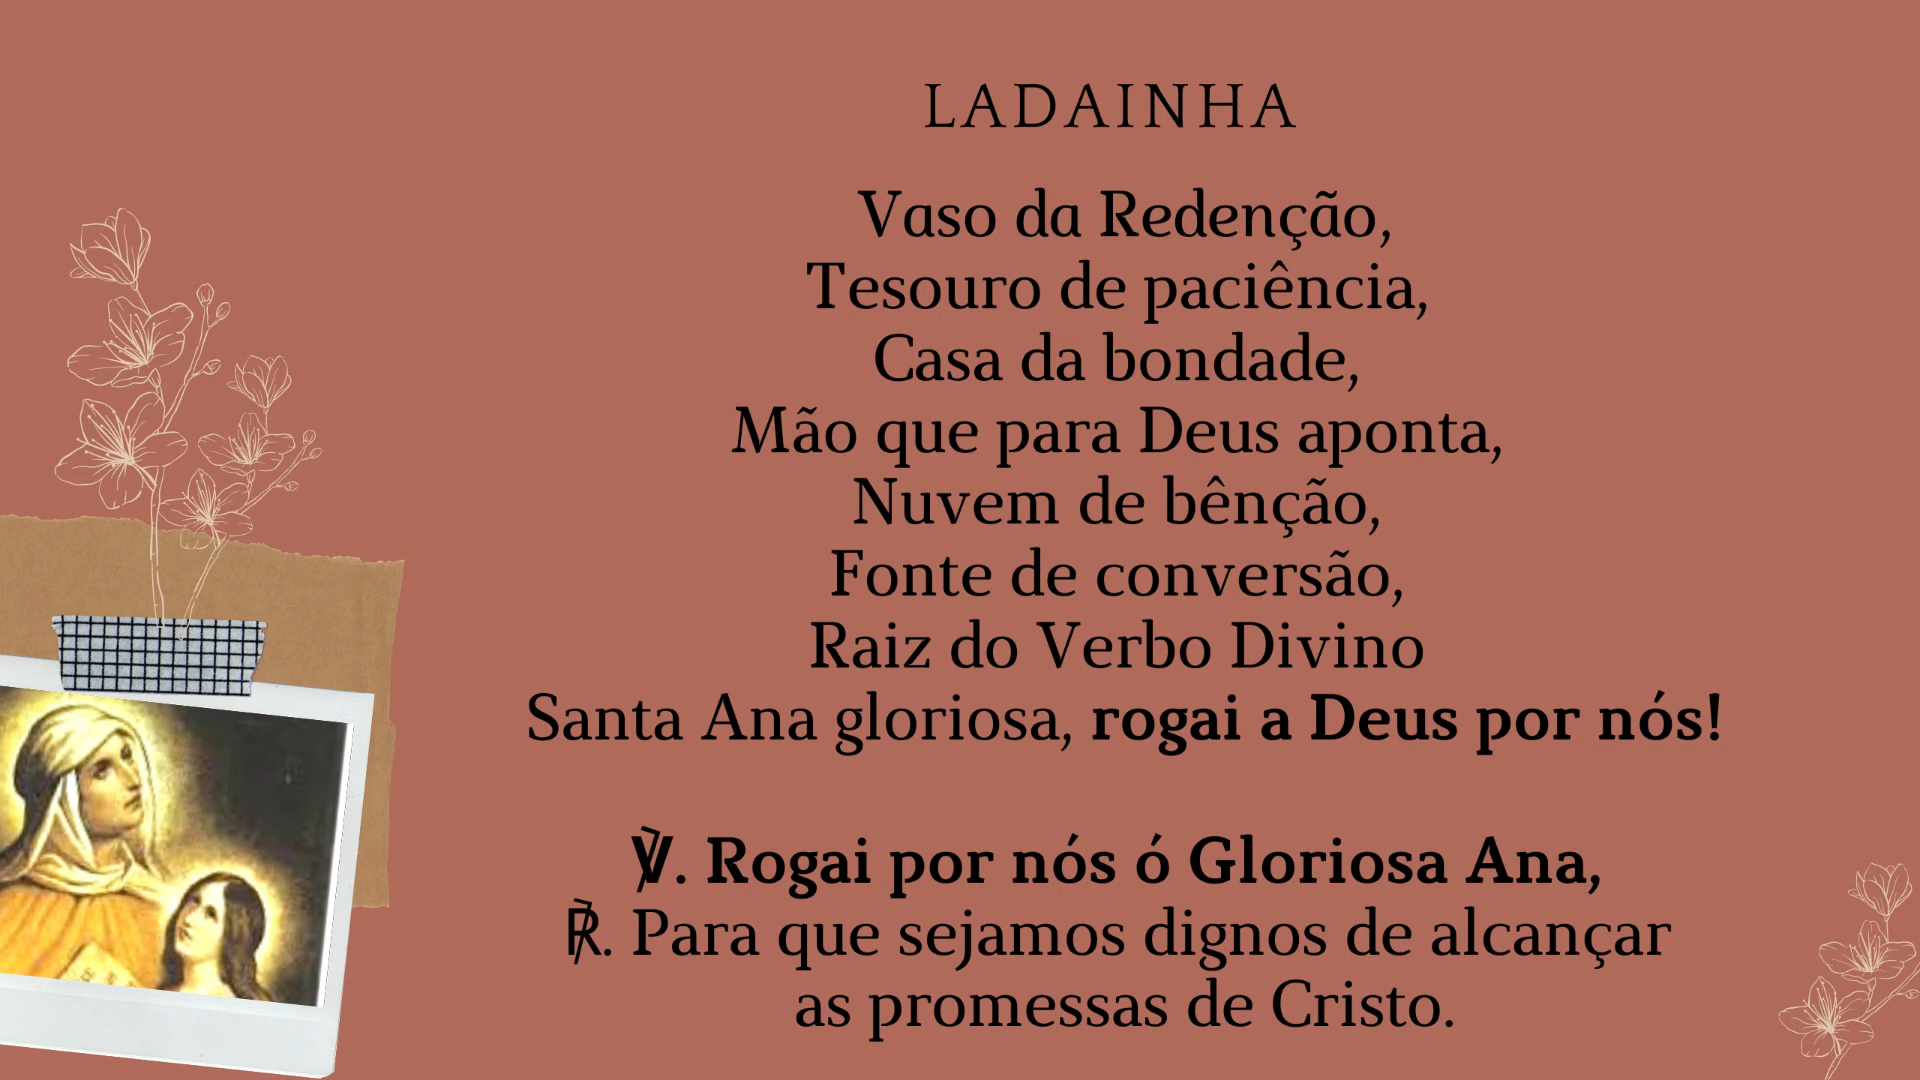 LADAINHA
Vaso da Redenção,
Tesouro de paciência,
Casa da bondade,
Mão que para Deus aponta,
Nuvem de bênção,
Fonte de conversão,
Raiz do Verbo Divino
Santa Ana gloriosa, rogai a Deus por nós!
℣. Rogai por nós ó Gloriosa Ana,
℟. Para que sejamos dignos de alcançar
as promessas de Cristo.